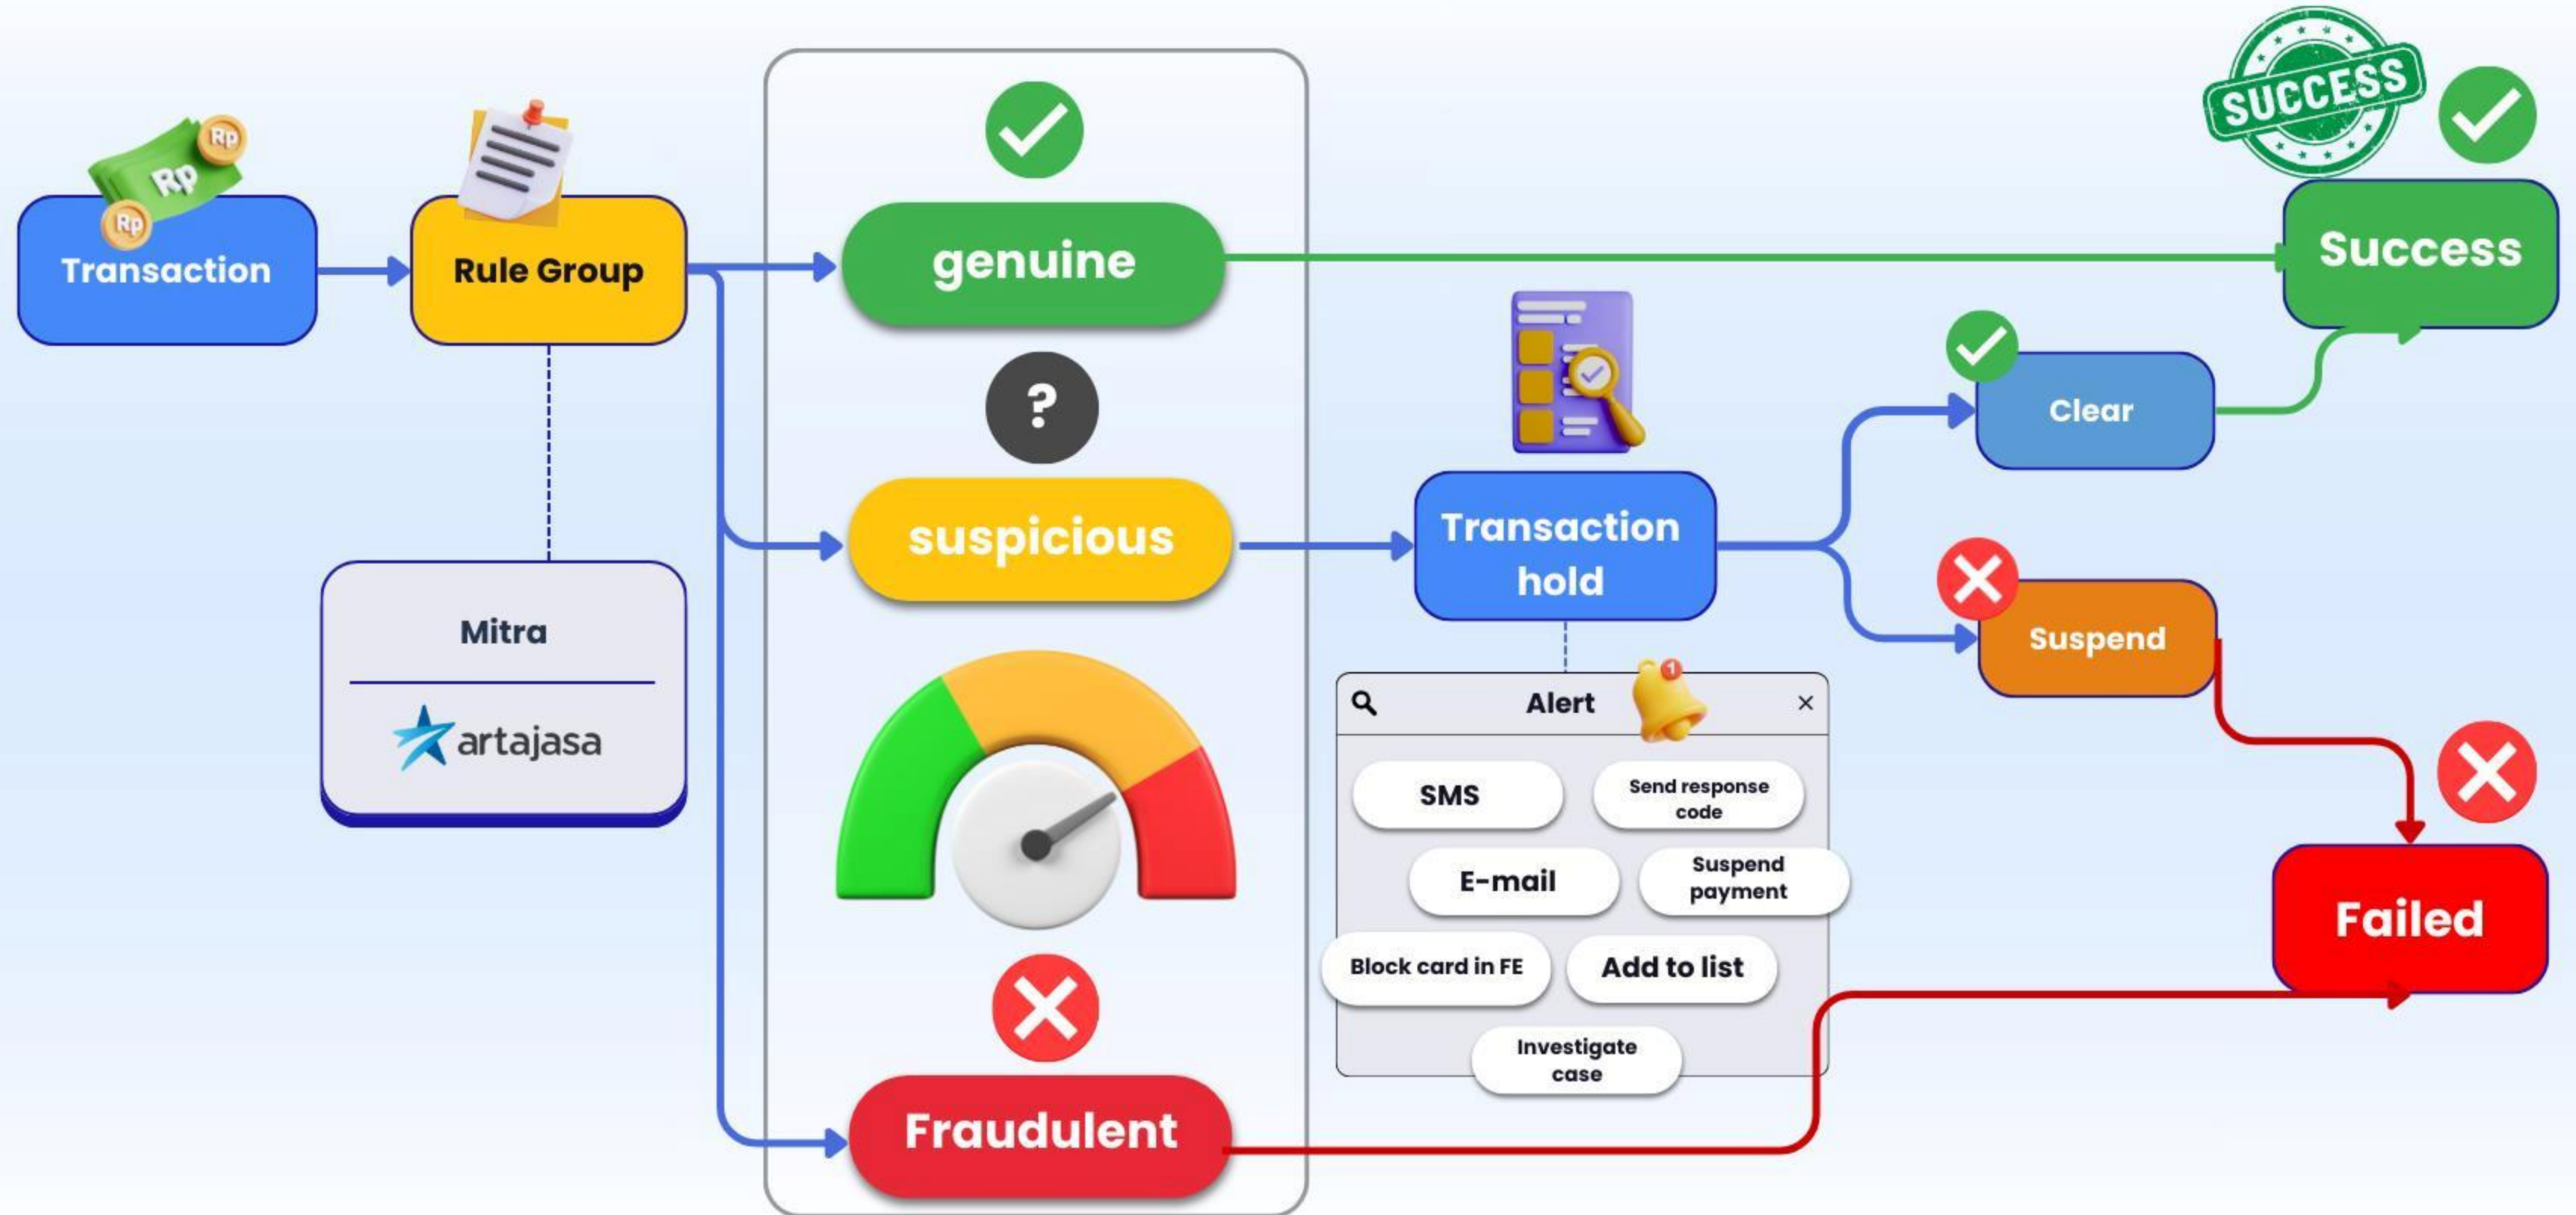 Rp
Rp
Rp
Transaction
Rule Group
Mitra
artajasa
genuine
?
suspicious
Fraudulent
Transaction
hold
Alert
1
SMS
Send response
code
E-mail
Suspend
payment
Block card in FE
Add to list
Investigate
case
Clear
Suspend
SUCCESS
Success
Failed